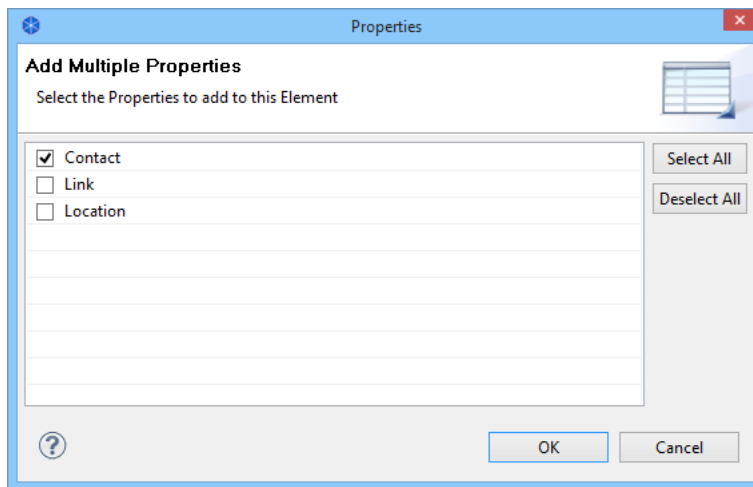 Properties
Add Multiple Properties
Select the Properties to add to this Element
Contact
Link
Location
Select All
Deselect All
OK
Cancel